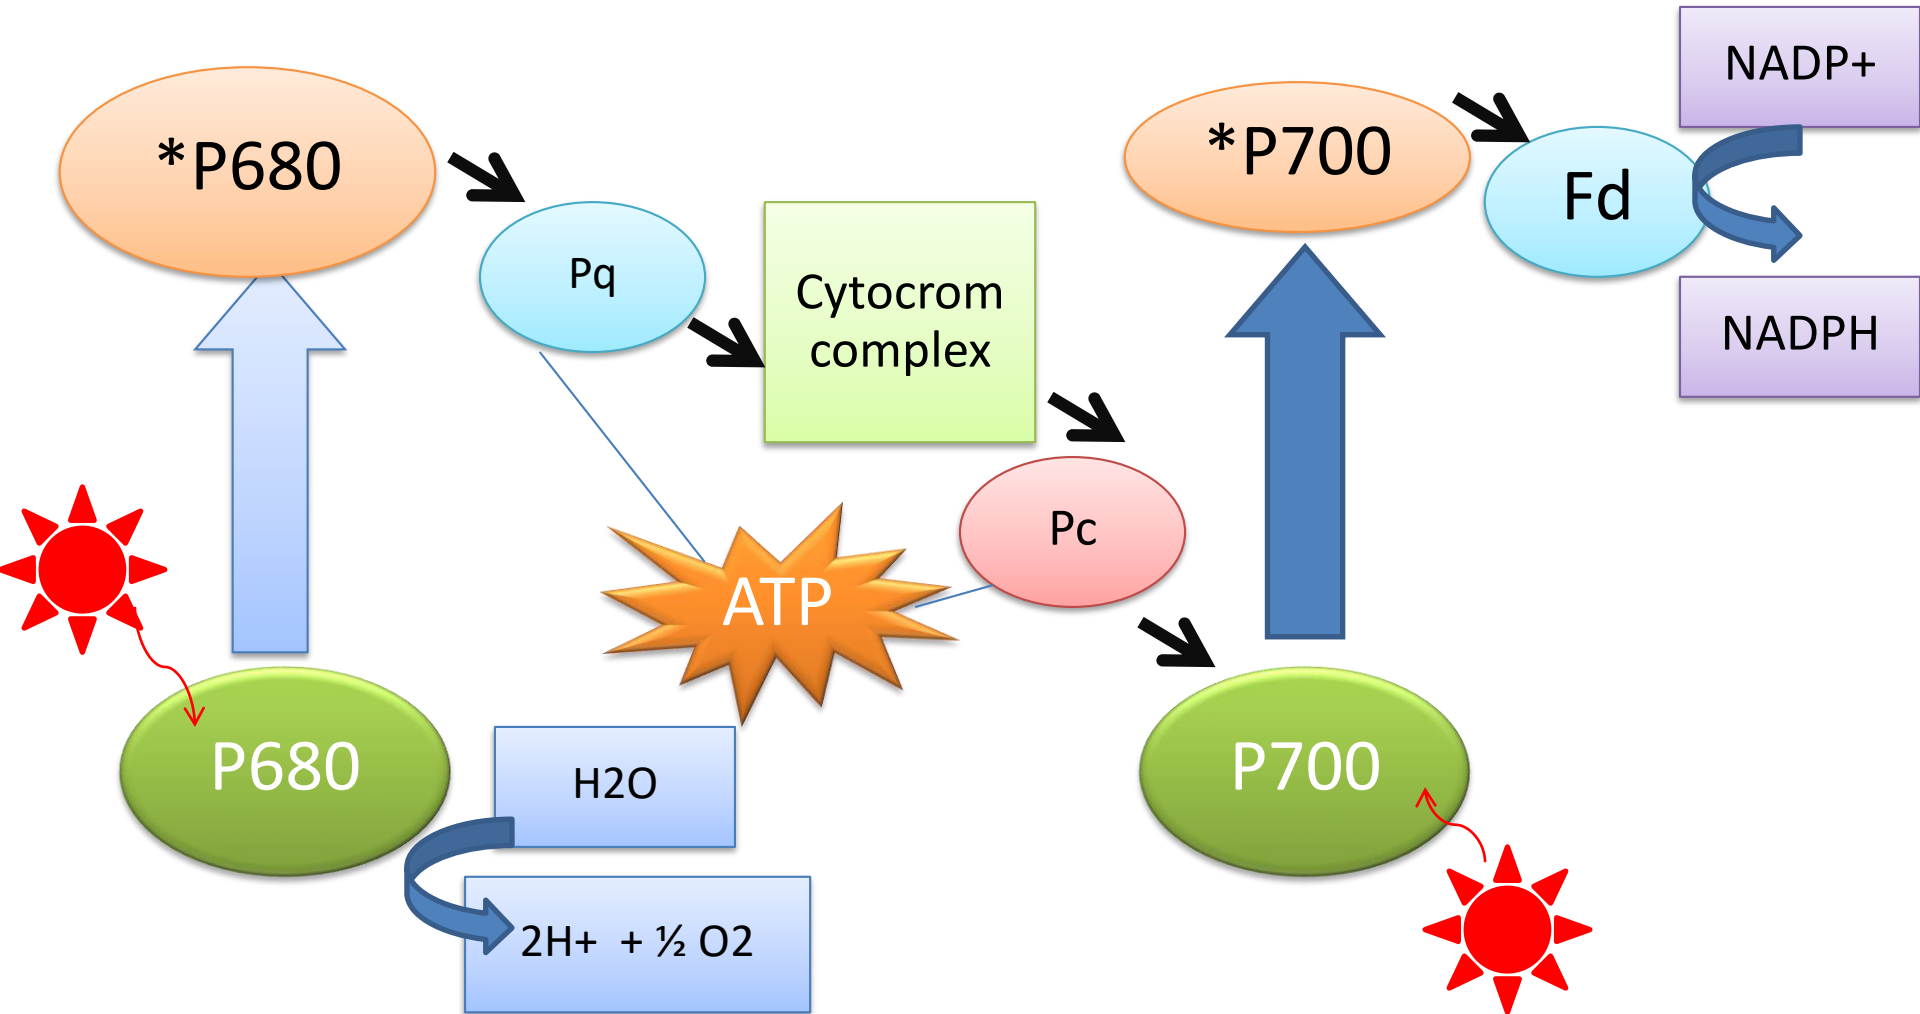 *P680
Pq
Cytocrom
complex
*P700
Fd
NADP+
NADPH
Pc
ATP
P680
H2O
2H+  + ½ O2
P700